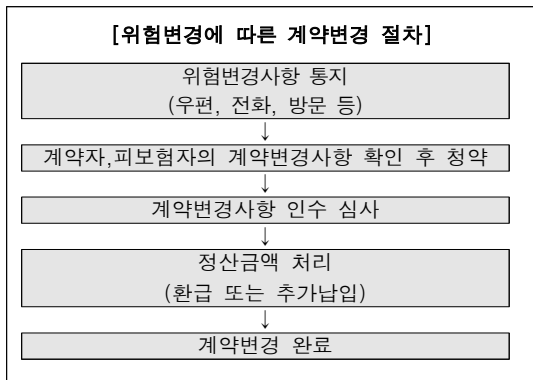 [위험변경에 따른 계약변경 절차]
위험변경사항 통지
(우편, 전화, 방문 등)
↓
계약자,피보험자의 계약변경사항 확인 후 청약
↓
계약변경사항 인수 심사
↓
정산금액 처리
(환급 또는 추가납입)
↓
계약변경 완료